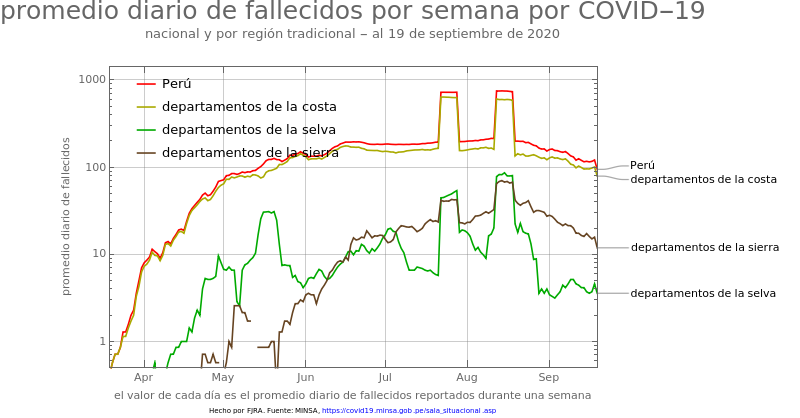 promedio diario de fallecidos por semana por COVID−19
nacional y por región tradicional − al 19 de septiembre de 2020
promedio diario de fallecidos
1000
100
10
1
Perú
departamentos de la costa
departamentos de la selva
departamentos de la sierra
Perú
departamentos de la costa
departamentos de la sierra
departamentos de la selva
Apr May Jun Jul Aug Sep
el valor de cada día es el promedio diario de fallecidos reportados durante una semana
Hecho por FJRA. Fuente: MINSA, https://covid19.minsa.gob.pe/sala_situacional .asp